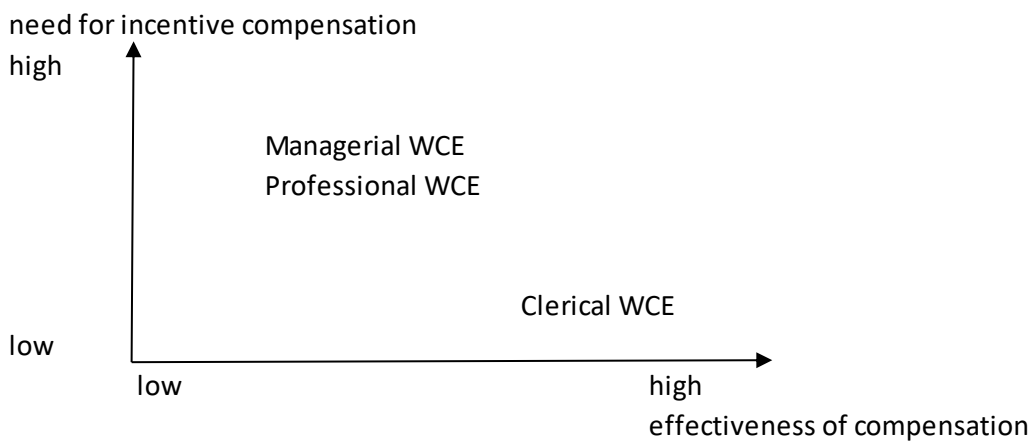 need for incentive compensation
high
Managerial WCE
Professional WCE
Clerical WCE
low
low high
effectiveness of compensation